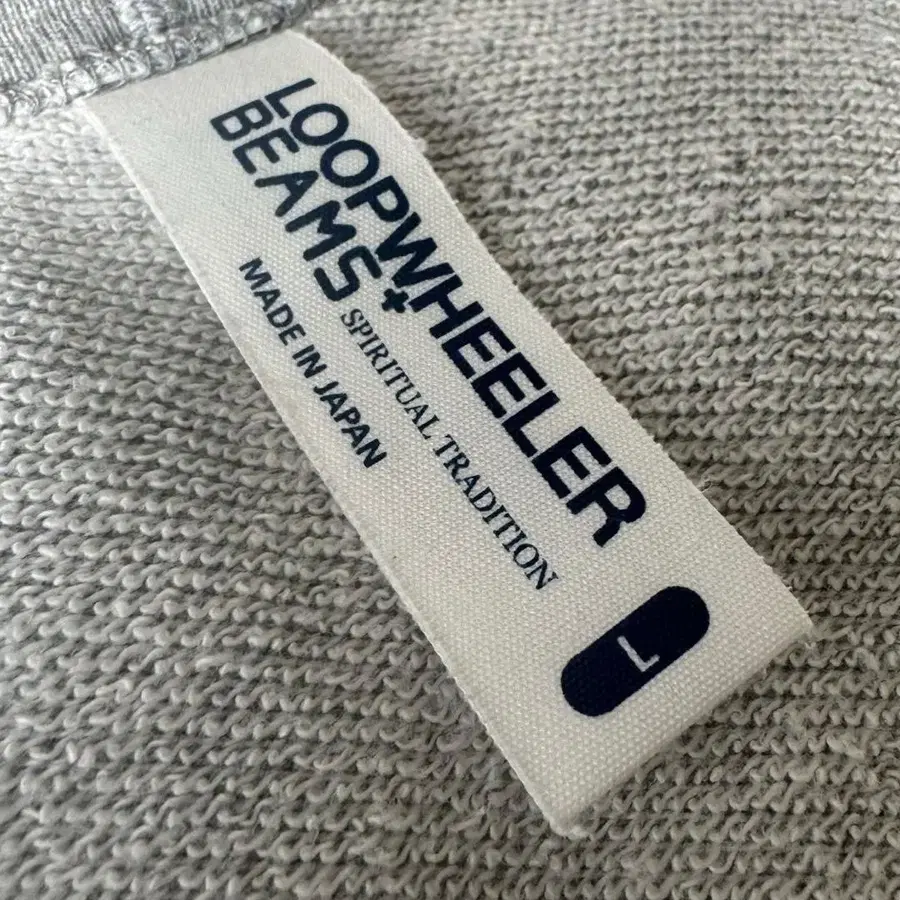 LOOPWHEELER
BEAMS+
SPIRITUAL TRADITION
MADE IN JAPAN
L